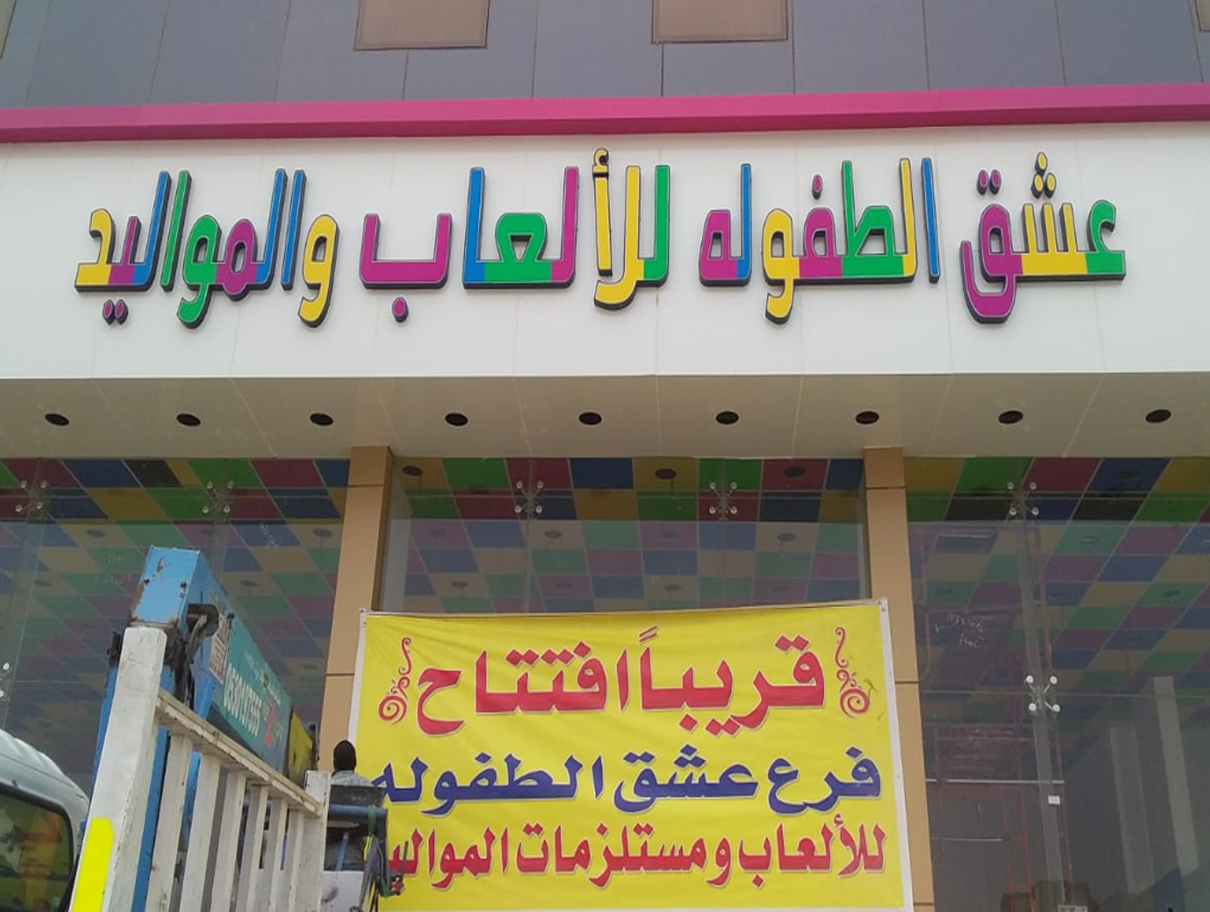 عشق الطفوله للألعاب والمواليد
قريباً افتتاح
فرع عشق الطفوله
للألعاب ومستلزمات المواليد